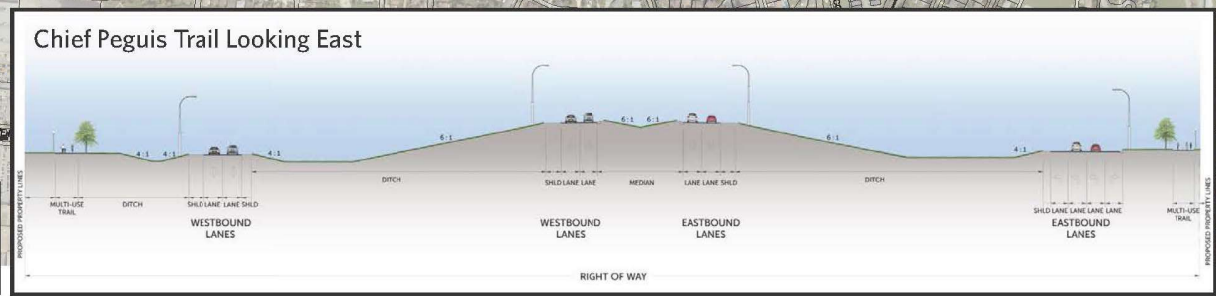 Chief Peguis Trail Looking East
6:1 6:1
6:1 6:1
4:1 4:1 4:1 4:1
DITCH SHLD LANE LANE MEDIAN LANE LANE SHLD DITCH
MULTI-USE TRAIL DITCH SHLD LANE LANE SHLD
SHLD LANE LANE LANE LANE MULTI-USE TRAIL
WESTBOUND LANES
WESTBOUND LANES
EASTBOUND LANES
EASTBOUND LANES
PROPOSED PROPERTY LINES
PROPOSED PROPERTY LINES
RIGHT OF WAY